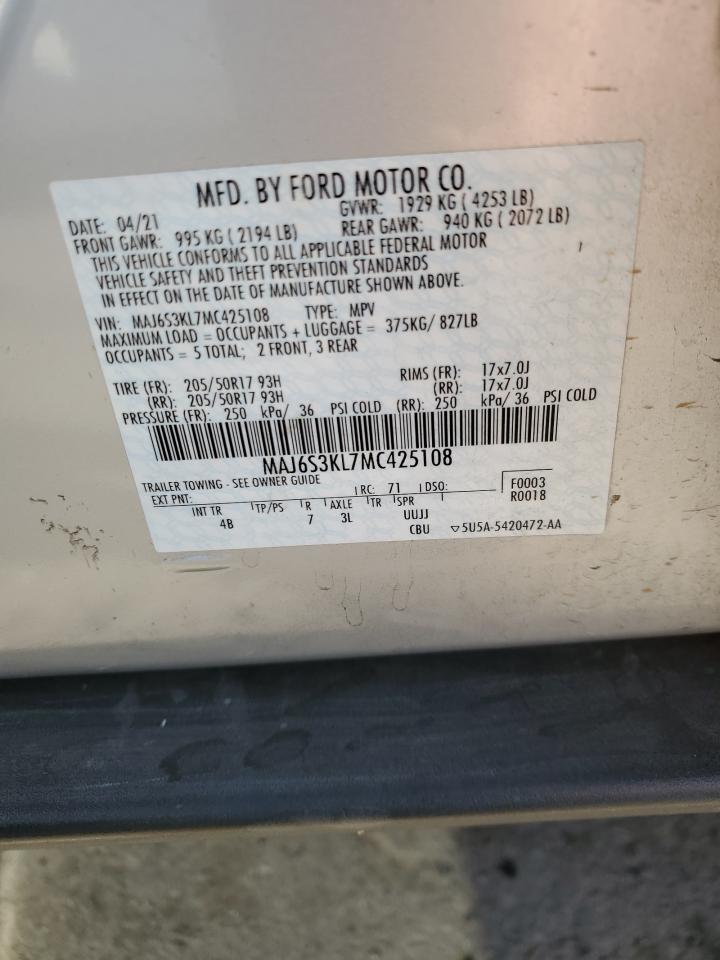 MFD. BY FORD MOTOR CO.
DATE: 04/21 GVWR: 1929 KG ( 4253 LB)
FRONT GAWR: 995 KG ( 2194 LB) REAR GAWR: 940 KG ( 2072 LB)
THIS VEHICLE CONFORMS TO ALL APPLICABLE FEDERAL MOTOR
VEHICLE SAFETY AND THEFT PREVENTION STANDARDS
IN EFFECT ON THE DATE OF MANUFACTURE SHOWN ABOVE.
VIN: MAJ6S3KL7MC425108 TYPE: MPV
MAXIMUM LOAD = OCCUPANTS + LUGGAGE = 375KG/ 827LB
OCCUPANTS = 5 TOTAL; 2 FRONT, 3 REAR
TIRE (FR): 205/50R17 93H RIMS (FR): 17x7.0J
(RR): 205/50R17 93H (RR): 17x7.0J
PRESSURE (FR): 250 kPa/ 36 PSI COLD (RR): 250 kPa/ 36 PSI COLD
MAJ6S3KL7MC425108
TRAILER TOWING - SEE OWNER GUIDE
EXT PNT: RC: 71 DSO: F0003
R0018
INT TR TP/PS R AXLE TR SPR
4B 7 3L UUJJ
CBU 5U5A-5420472-AA